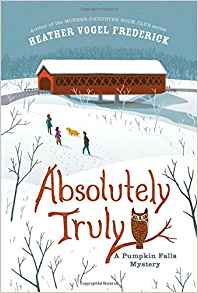 Author of the MOTHER-DAUGHTER BOOK CLUB series
HEATHER VOGEL FREDERICK
Absolutely
Truly
A Pumpkin Falls
Mystery